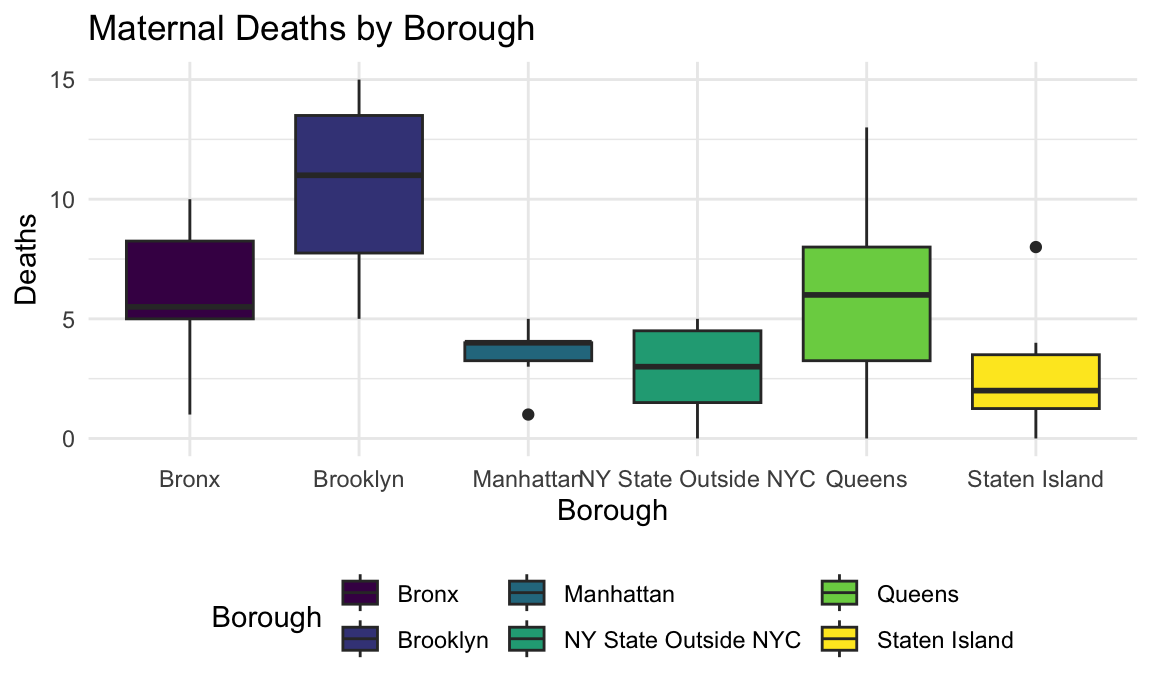 Maternal Deaths by Borough
15
10
5
0
Deaths
Bronx Brooklyn Manhattan NY State Outside NYC Queens Staten Island
Borough
Borough
Bronx Manhattan Queens
Brooklyn NY State Outside NYC Staten Island